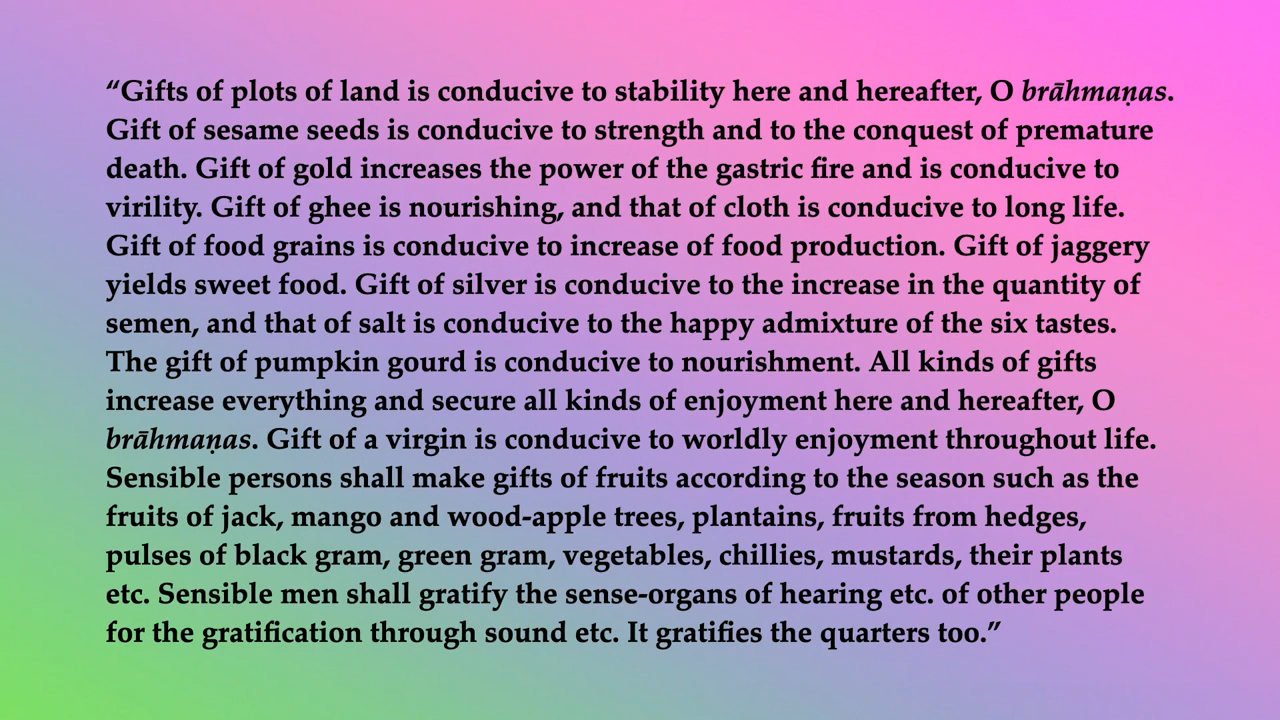 “Gifts of plots of land is conducive to stability here and hereafter, O brāhmaṇas.
Gift of sesame seeds is conducive to strength and to the conquest of premature
death. Gift of gold increases the power of the gastric fire and is conducive to
virility. Gift of ghee is nourishing, and that of cloth is conducive to long life.
Gift of food grains is conducive to increase of food production. Gift of jaggery
yields sweet food. Gift of silver is conducive to the increase in the quantity of
semen, and that of salt is conducive to the happy admixture of the six tastes.
The gift of pumpkin gourd is conducive to nourishment. All kinds of gifts
increase everything and secure all kinds of enjoyment here and hereafter, O
brāhmaṇas. Gift of a virgin is conducive to worldly enjoyment throughout life.
Sensible persons shall make gifts of fruits according to the season such as the
fruits of jack, mango and wood-apple trees, plantains, fruits from hedges,
pulses of black gram, green gram, vegetables, chillies, mustards, their plants
etc. Sensible men shall gratify the sense-organs of hearing etc. of other people
for the gratification through sound etc. It gratifies the quarters too.”